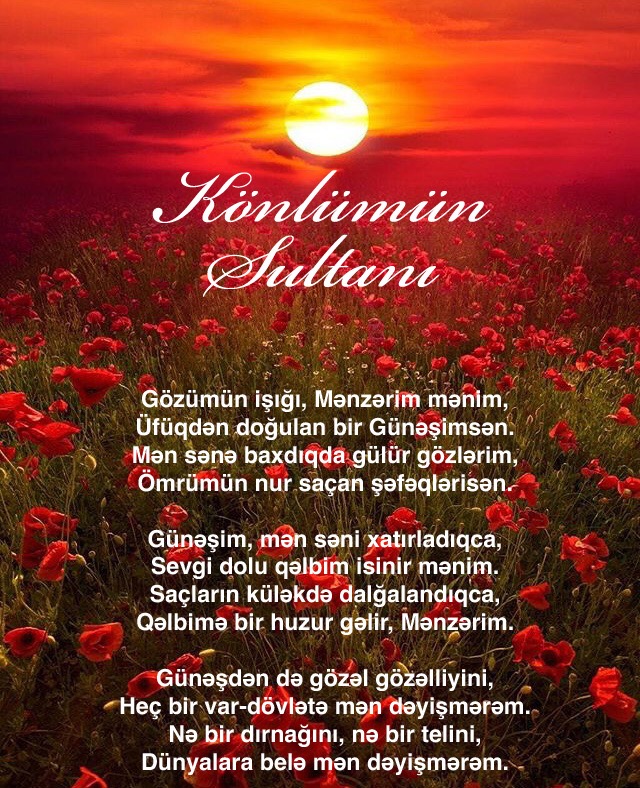 Könlümün
Sultanı
Gözümün işığı, Mənzərim mənim,
Üfüqdən doğulan bir Günəşimsən.
Mən sənə baxdıqda gülür gözlərim,
Ömrümün nur saçan şəfəqlərisən.
Günəşim, mən səni xatırladıqca,
Sevgi dolu qəlbim isinir mənim.
Saçların küləkdə dalğalandıqca,
Qəlbimə bir huzur gəlir, Mənzərim.
Günəşdən də gözəl gözəlliyini,
Heç bir var-dövlətə mən dəyişmərəm.
Nə bir dırnağını, nə bir telini,
Dünyalara belə mən dəyişmərəm.